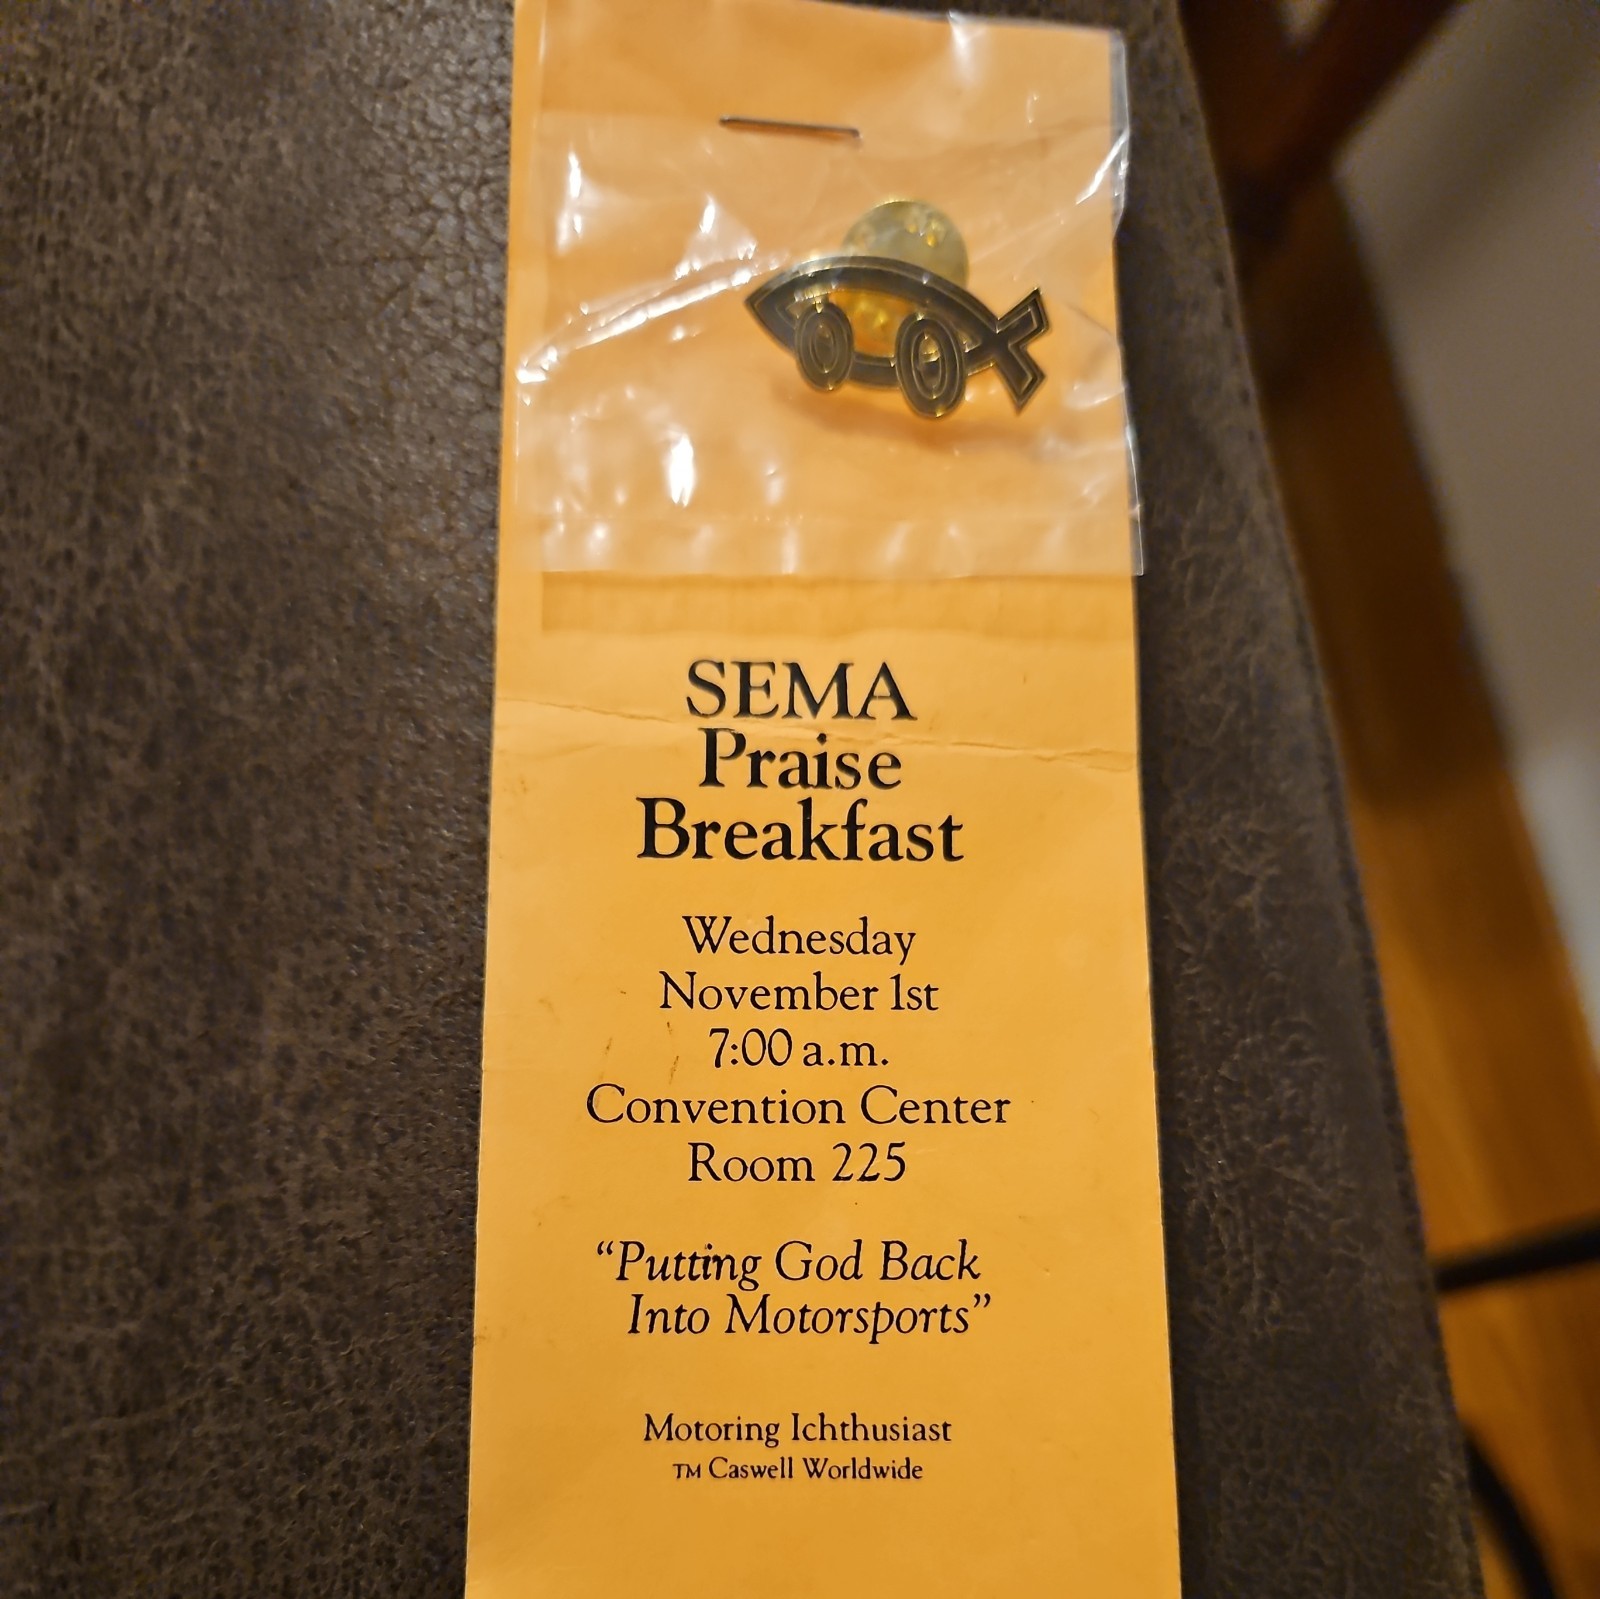 SEMA
Praise
Breakfast
Wednesday
November 1st
7:00 a.m.
Convention Center
Room 225
“Putting God Back
Into Motorsports”
Motoring Ichthusiast
TM Caswell Worldwide